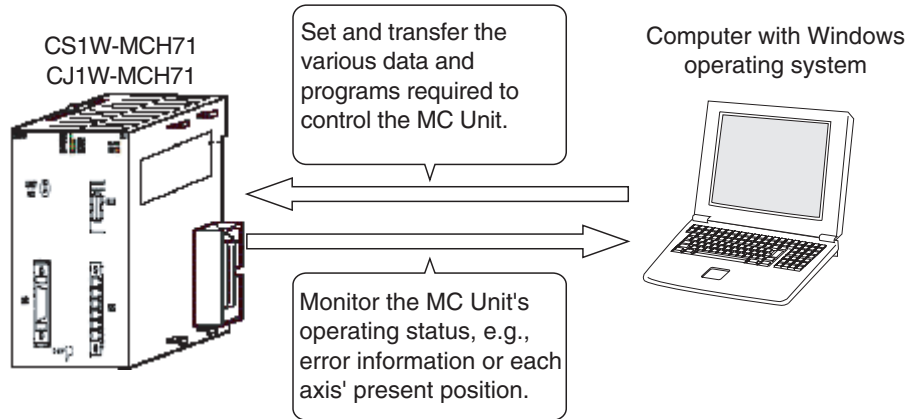 CS1W-MCH71
CJ1W-MCH71
Set and transfer the
various data and
programs required to
control the MC Unit.
Computer with Windows
operating system
Monitor the MC Unit's
operating status, e.g.,
error information or each
axis' present position.